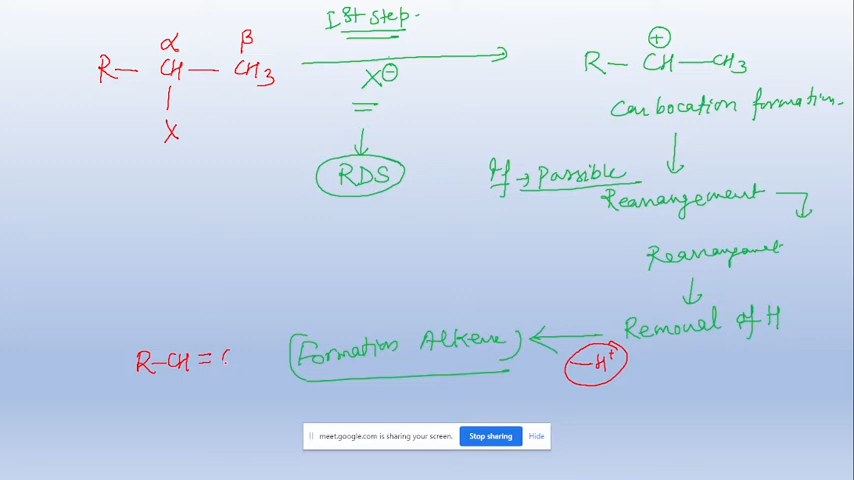 Ist step.
α β
R— CH — CH3
X
X⊖
RDS
⊕
R— CH —CH3
Carbocation formation.
If → Possible
Rearrangement
Rearrangement
Removal of H
(Formation Alkene)
—H+
R—CH =
meet.google.com is sharing your screen. Stop sharing Hide